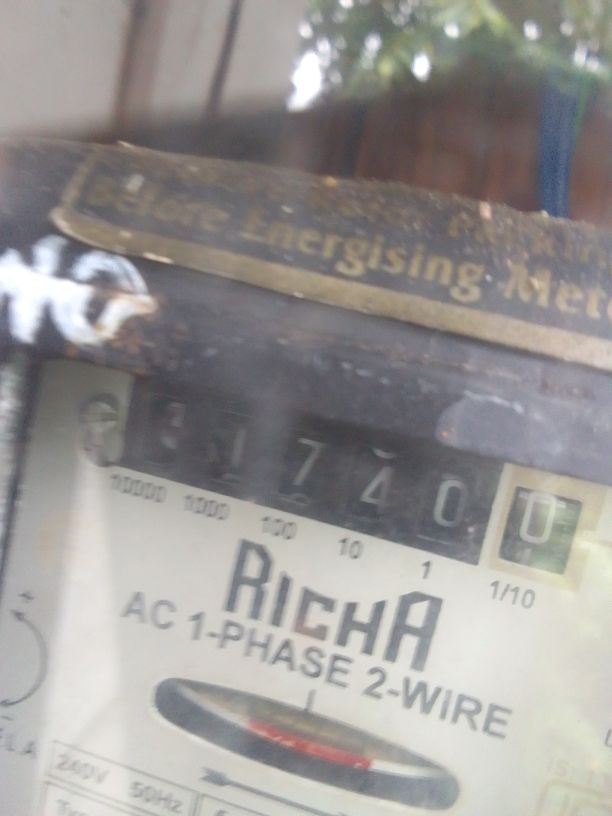 Before Energising Mete
3 1 7 4 0 0
10000 1000 100 10 1 1/10
RICHA
AC 1-PHASE 2-WIRE
+
-
240V 50Hz